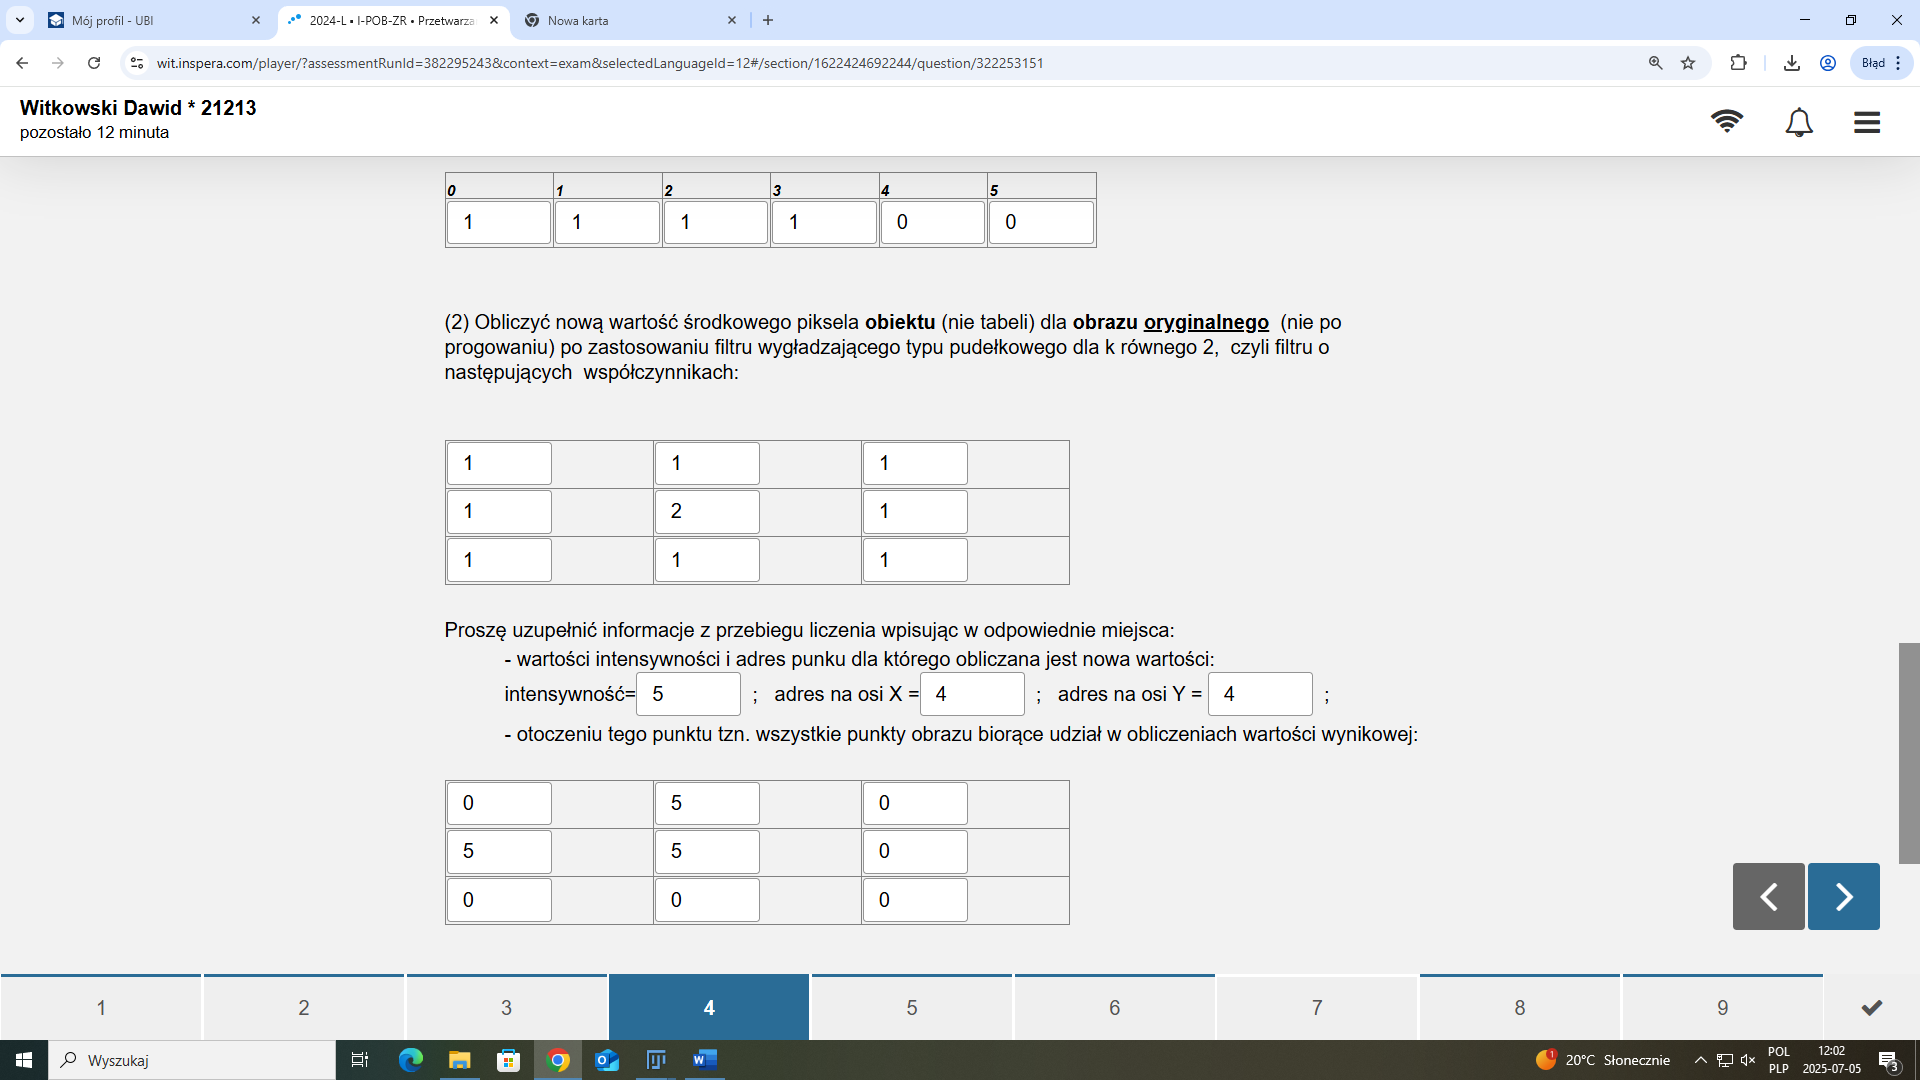 Mój profil - UBI
2024-L • I-POB-ZR • Przetwarza
Nowa karta
wit.inspera.com/player/?assessmentRunId=382295243&context=exam&selectedLanguageId=12#/section/1622424692244/question/322253151
Błąd
Witkowski Dawid * 21213
pozostało 12 minuta
0 1 2 3 4 5
1 1 1 1 0 0
(2) Obliczyć nową wartość środkowego piksela obiektu (nie tabeli) dla obrazu oryginalnego (nie po
progowaniu) po zastosowaniu filtru wygładzającego typu pudełkowego dla k równego 2, czyli filtru o
następujących współczynnikach:
1 1 1
1 2 1
1 1 1
Proszę uzupełnić informacje z przebiegu liczenia wpisując w odpowiednie miejsca:
- wartości intensywności i adres punku dla którego obliczana jest nowa wartości:
intensywność= 5 ; adres na osi X = 4 ; adres na osi Y = 4 ;
- otoczeniu tego punktu tzn. wszystkie punkty obrazu biorące udział w obliczeniach wartości wynikowej:
0 5 0
5 5 0
0 0 0
1 2 3 4 5 6 7 8 9
Wyszukaj
1 20°C Słonecznie
POL
PLP
12:02
2025-07-05
3